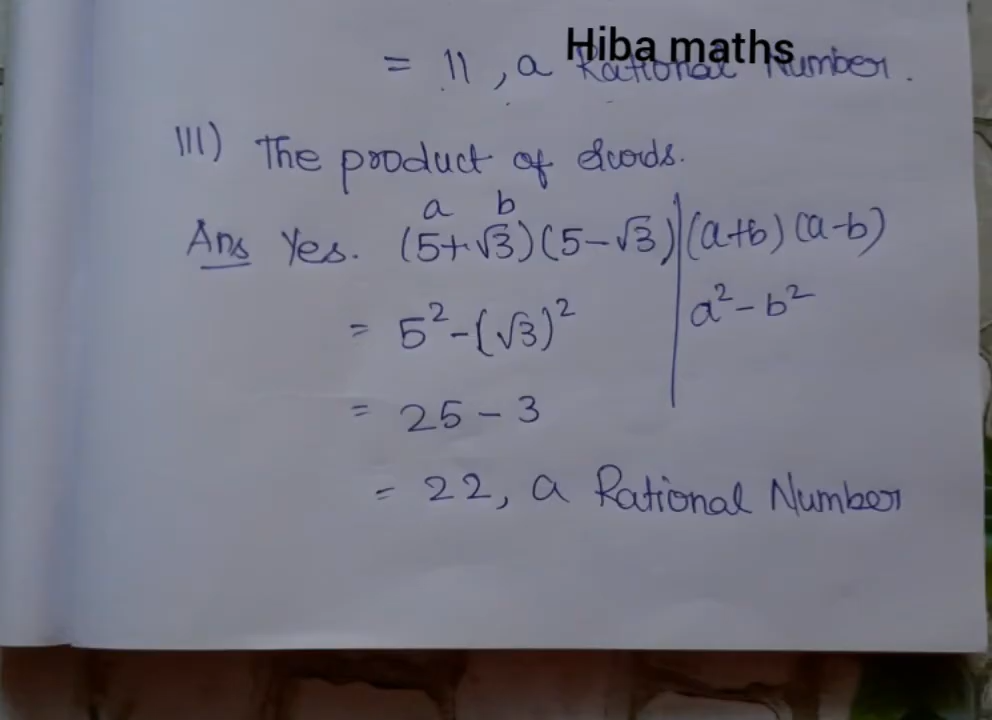 Hiba maths
= 11, a Rational Number.
III) The product of Surds.
a b
Ans Yes. (5+√3)(5-√3) | (a+b) (a-b)
= 5² - (√3)² | a² - b²
= 25 - 3
= 22, a Rational Number